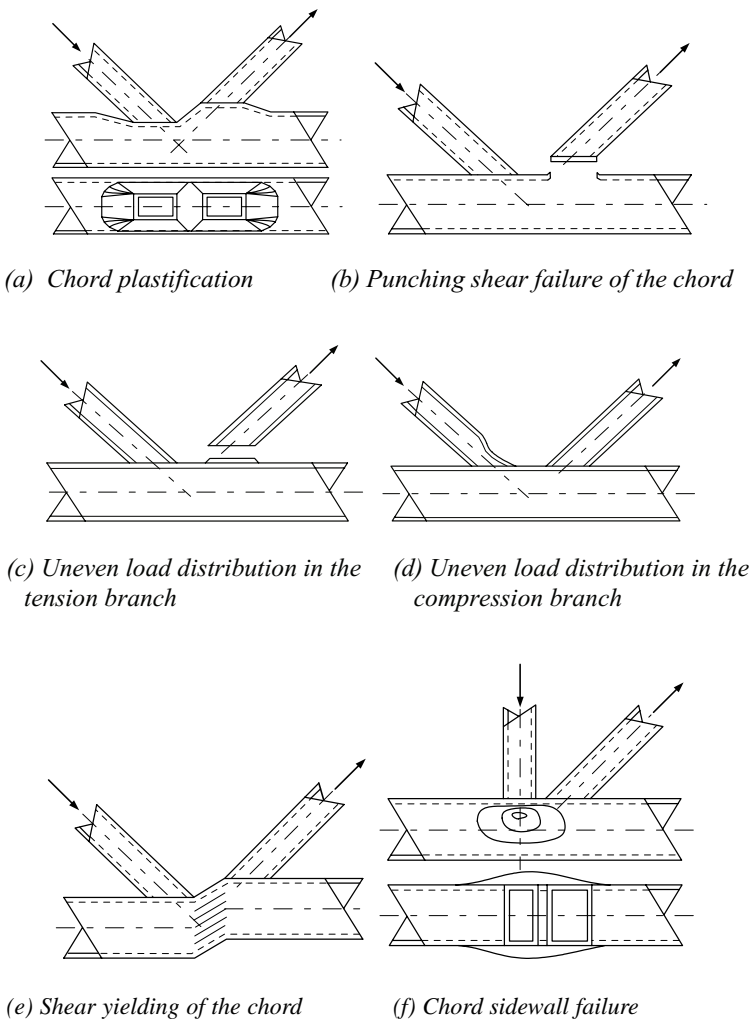 (a) Chord plastification
(b) Punching shear failure of the chord
(c) Uneven load distribution in the
tension branch
(d) Uneven load distribution in the
compression branch
(e) Shear yielding of the chord
(f) Chord sidewall failure